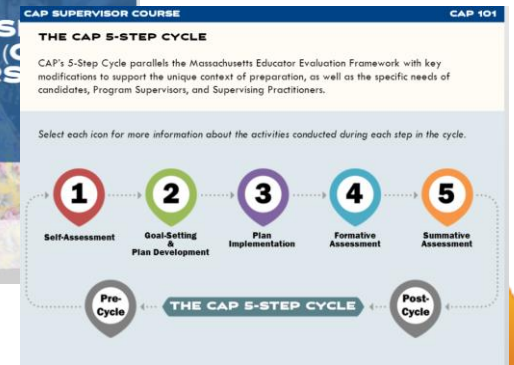 CAP SUPERVISOR COURSE
CAP 101
THE CAP 5-STEP CYCLE
CAP's 5-Step Cycle parallels the Massachusetts Educator Evaluation Framework with key
modifications to support the unique context of preparation, as well as the specific needs of
candidates, Program Supervisors, and Supervising Practitioners.
Select each icon for more information about the activities conducted during each step in the cycle.
1
2
3
4
5
Self-Assessment
Goal-Setting
&
Plan Development
Plan
Implementation
Formative
Assessment
Summative
Assessment
Pre-
Cycle
THE CAP 5-STEP CYCLE
Post-
Cycle